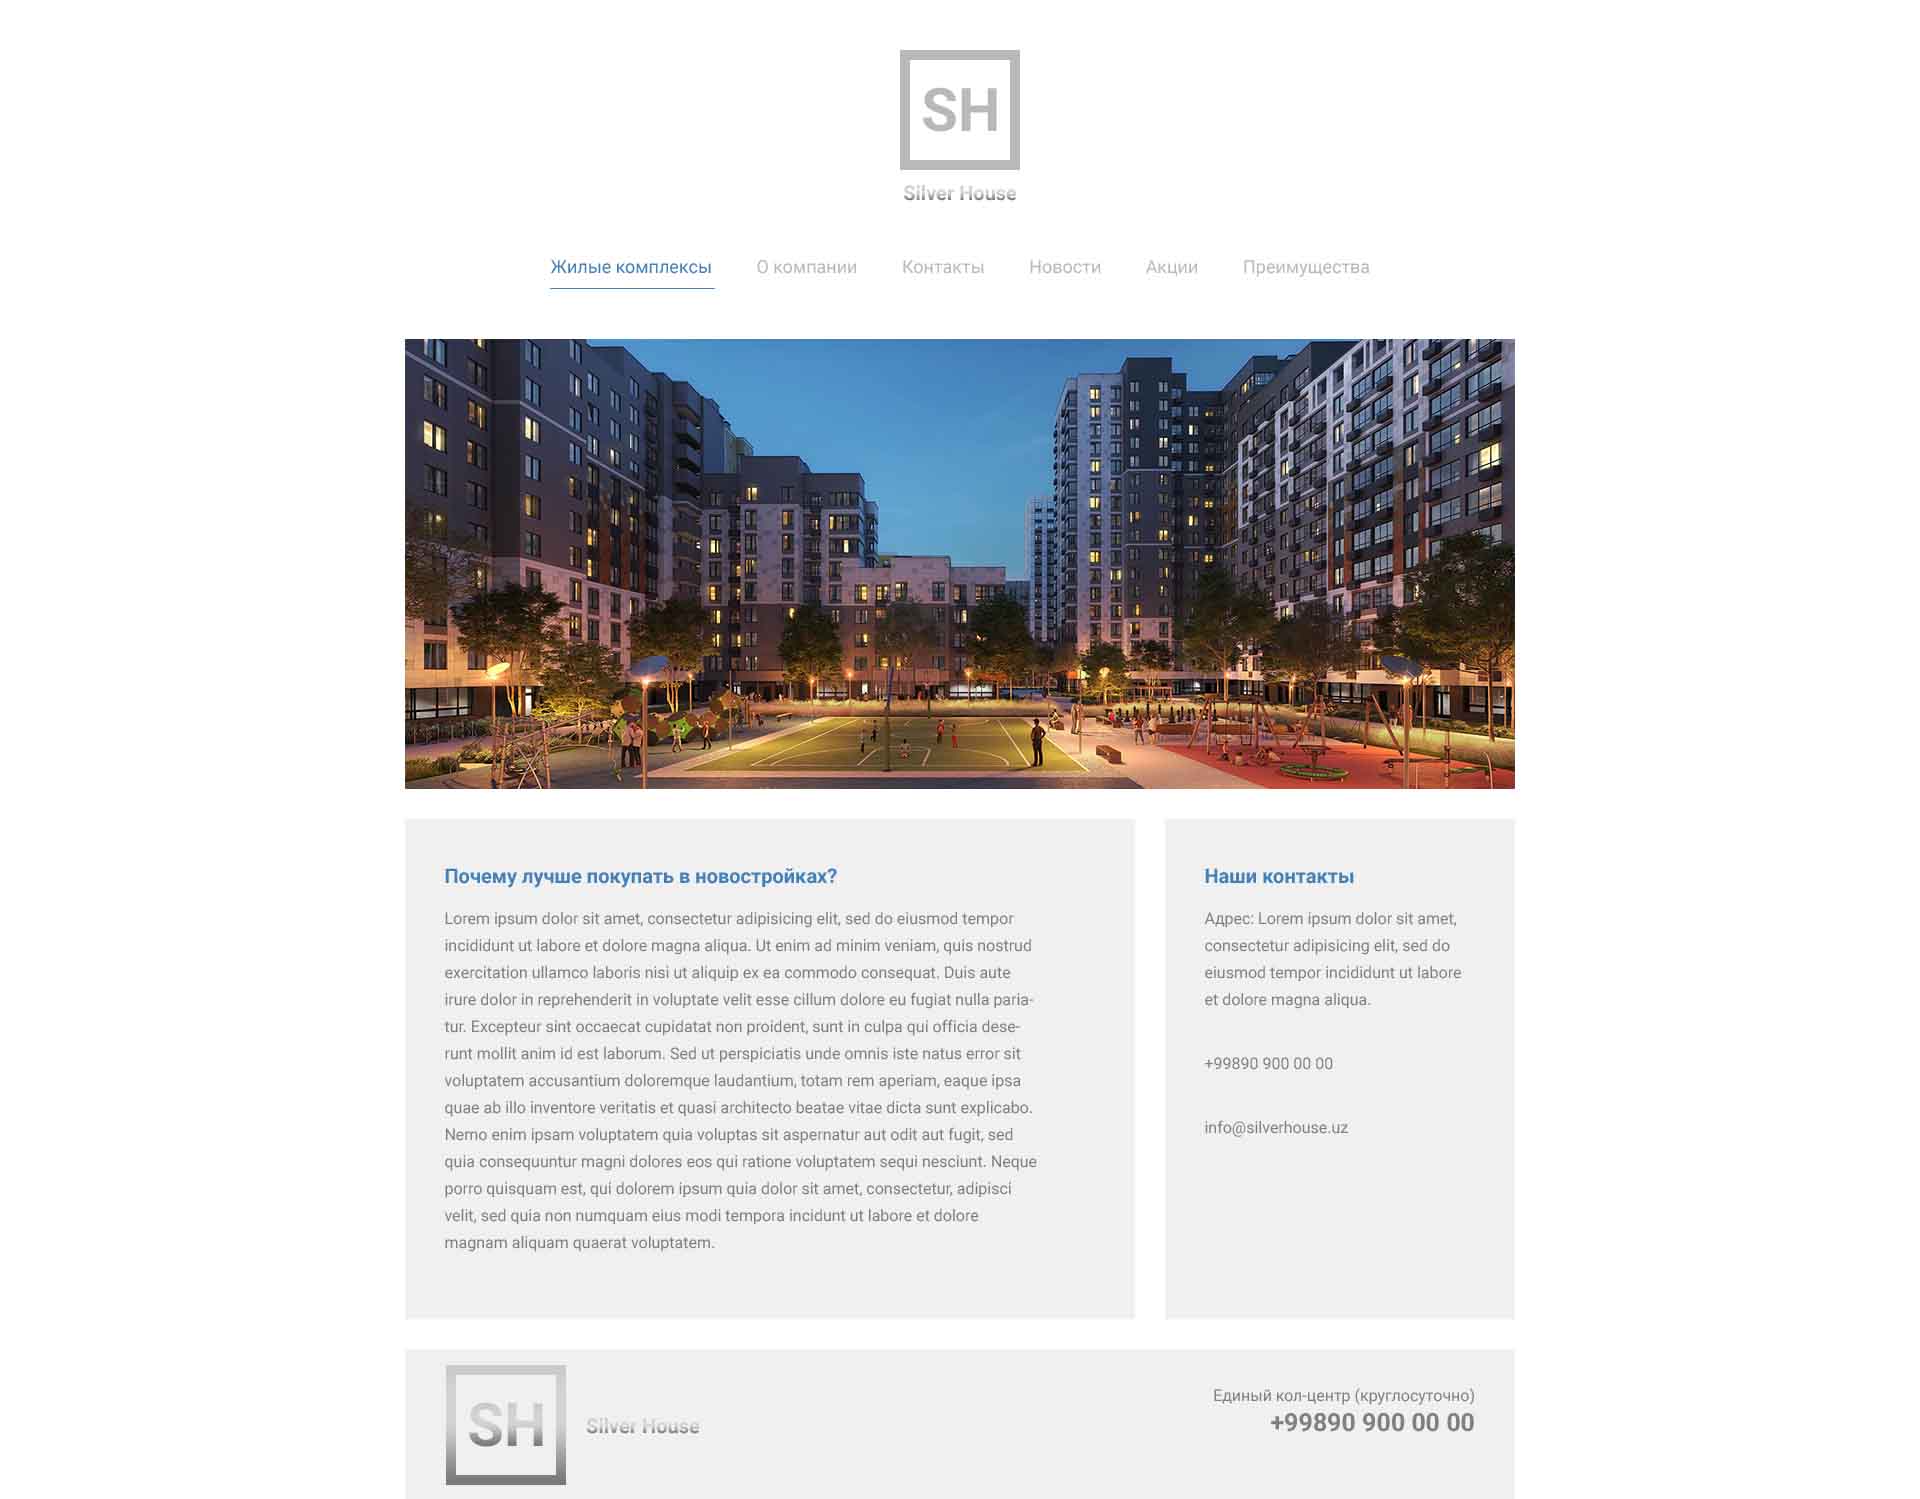 SH
Silver House
Жилые комплексы О компании Контакты Новости Акции Преимущества
Почему лучше покупать в новостройках?
Lorem ipsum dolor sit amet, consectetur adipisicing elit, sed do eiusmod tempor
incididunt ut labore et dolore magna aliqua. Ut enim ad minim veniam, quis nostrud
exercitation ullamco laboris nisi ut aliquip ex ea commodo consequat. Duis aute
irure dolor in reprehenderit in voluptate velit esse cillum dolore eu fugiat nulla paria-
tur. Excepteur sint occaecat cupidatat non proident, sunt in culpa qui officia dese-
runt mollit anim id est laborum. Sed ut perspiciatis unde omnis iste natus error sit
voluptatem accusantium doloremque laudantium, totam rem aperiam, eaque ipsa
quae ab illo inventore veritatis et quasi architecto beatae vitae dicta sunt explicabo.
Nemo enim ipsam voluptatem quia voluptas sit aspernatur aut odit aut fugit, sed
quia consequuntur magni dolores eos qui ratione voluptatem sequi nesciunt. Neque
porro quisquam est, qui dolorem ipsum quia dolor sit amet, consectetur, adipisci
velit, sed quia non numquam eius modi tempora incidunt ut labore et dolore
magnam aliquam quaerat voluptatem.
Наши контакты
Адрес: Lorem ipsum dolor sit amet,
consectetur adipisicing elit, sed do
eiusmod tempor incididunt ut labore
et dolore magna aliqua.
+99890 900 00 00
info@silverhouse.uz
SH
Silver House
Единый кол-центр (круглосуточно)
+99890 900 00 00